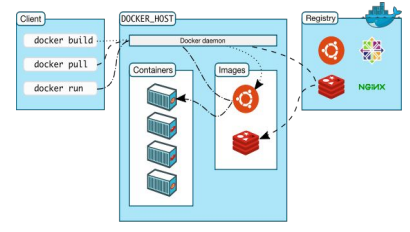 Client
docker build
docker pull
docker run
DOCKER_HOST
Docker daemon
Containers
Images
Registry
NGINX